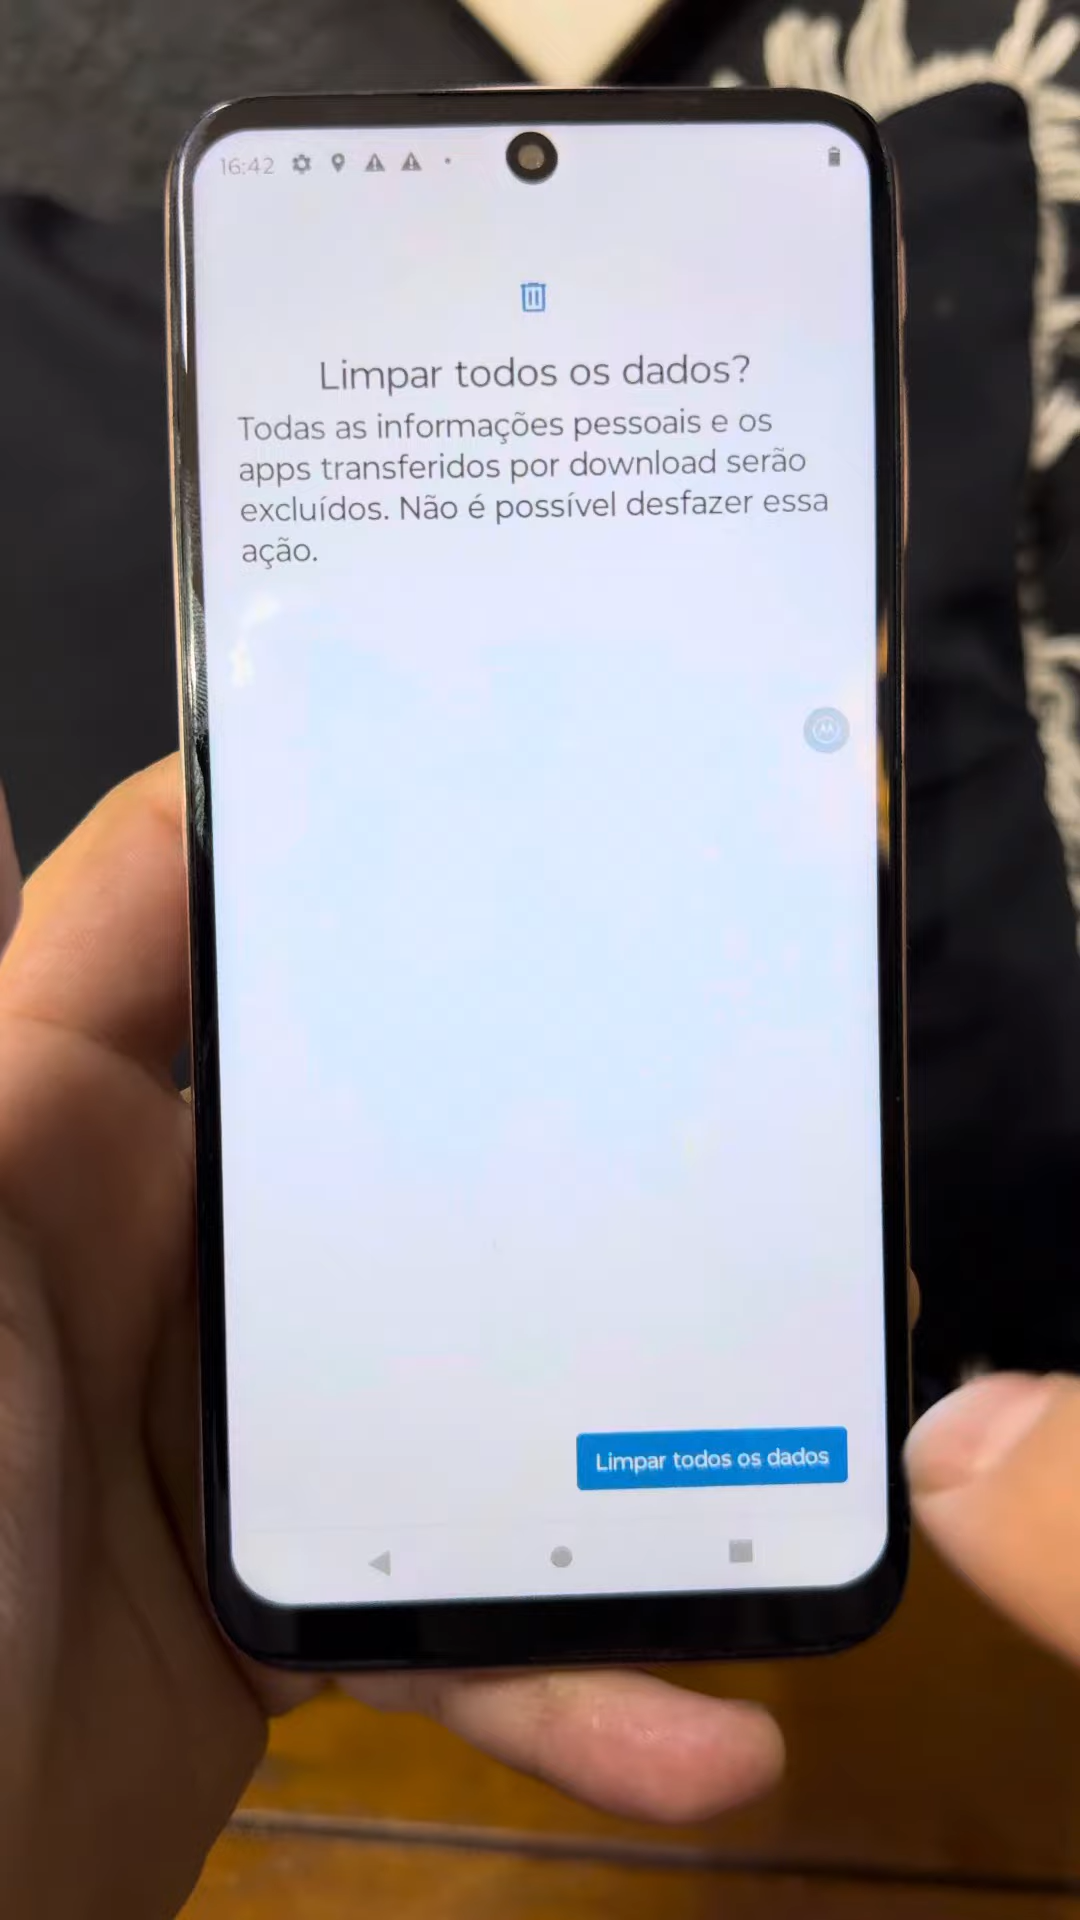 16:42
Limpar todos os dados?
Todas as informações pessoais e os
apps transferidos por download serão
excluídos. Não é possível desfazer essa
ação.
Limpar todos os dados